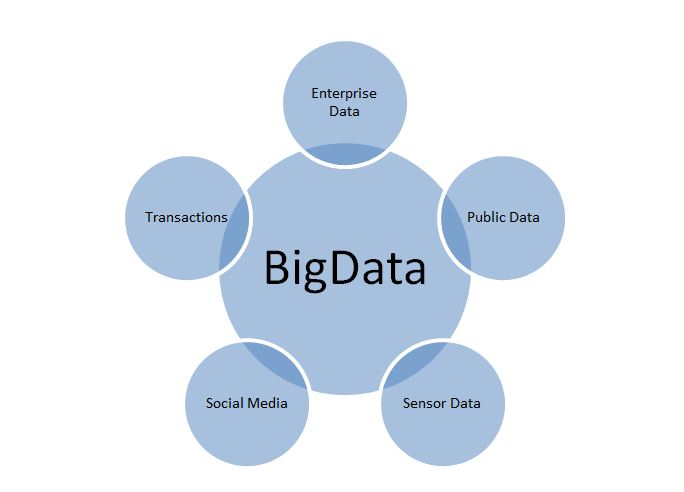 Enterprise
Data
Transactions
Public Data
BigData
Social Media
Sensor Data